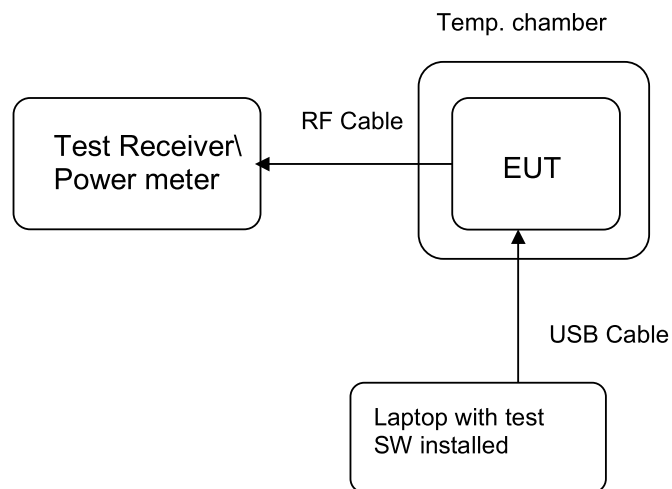 Temp. chamber
RF Cable
Test Receiver\
Power meter
EUT
USB Cable
Laptop with test
SW installed